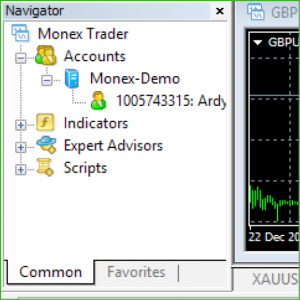 Navigator
Monex Trader
Accounts
Monex-Demo
1005743315: Ardy
Indicators
Expert Advisors
Scripts
Common
Favorites
GBP
GBPU
22 Dec 20
XAUUS